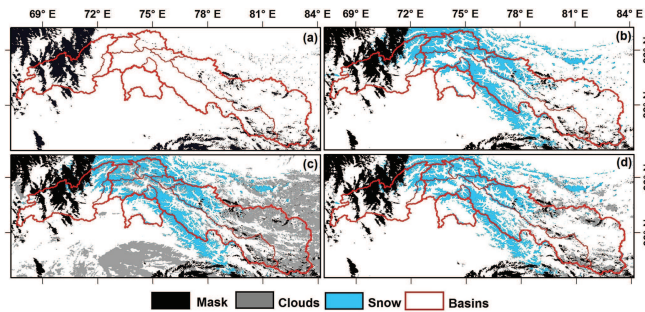 69° E 72° E 75° E 78° E 81° E 84° E 69° E 72° E 75° E 78° E 81° E 84° E
(a) (b)
(c) (d)
Mask Clouds Snow Basins